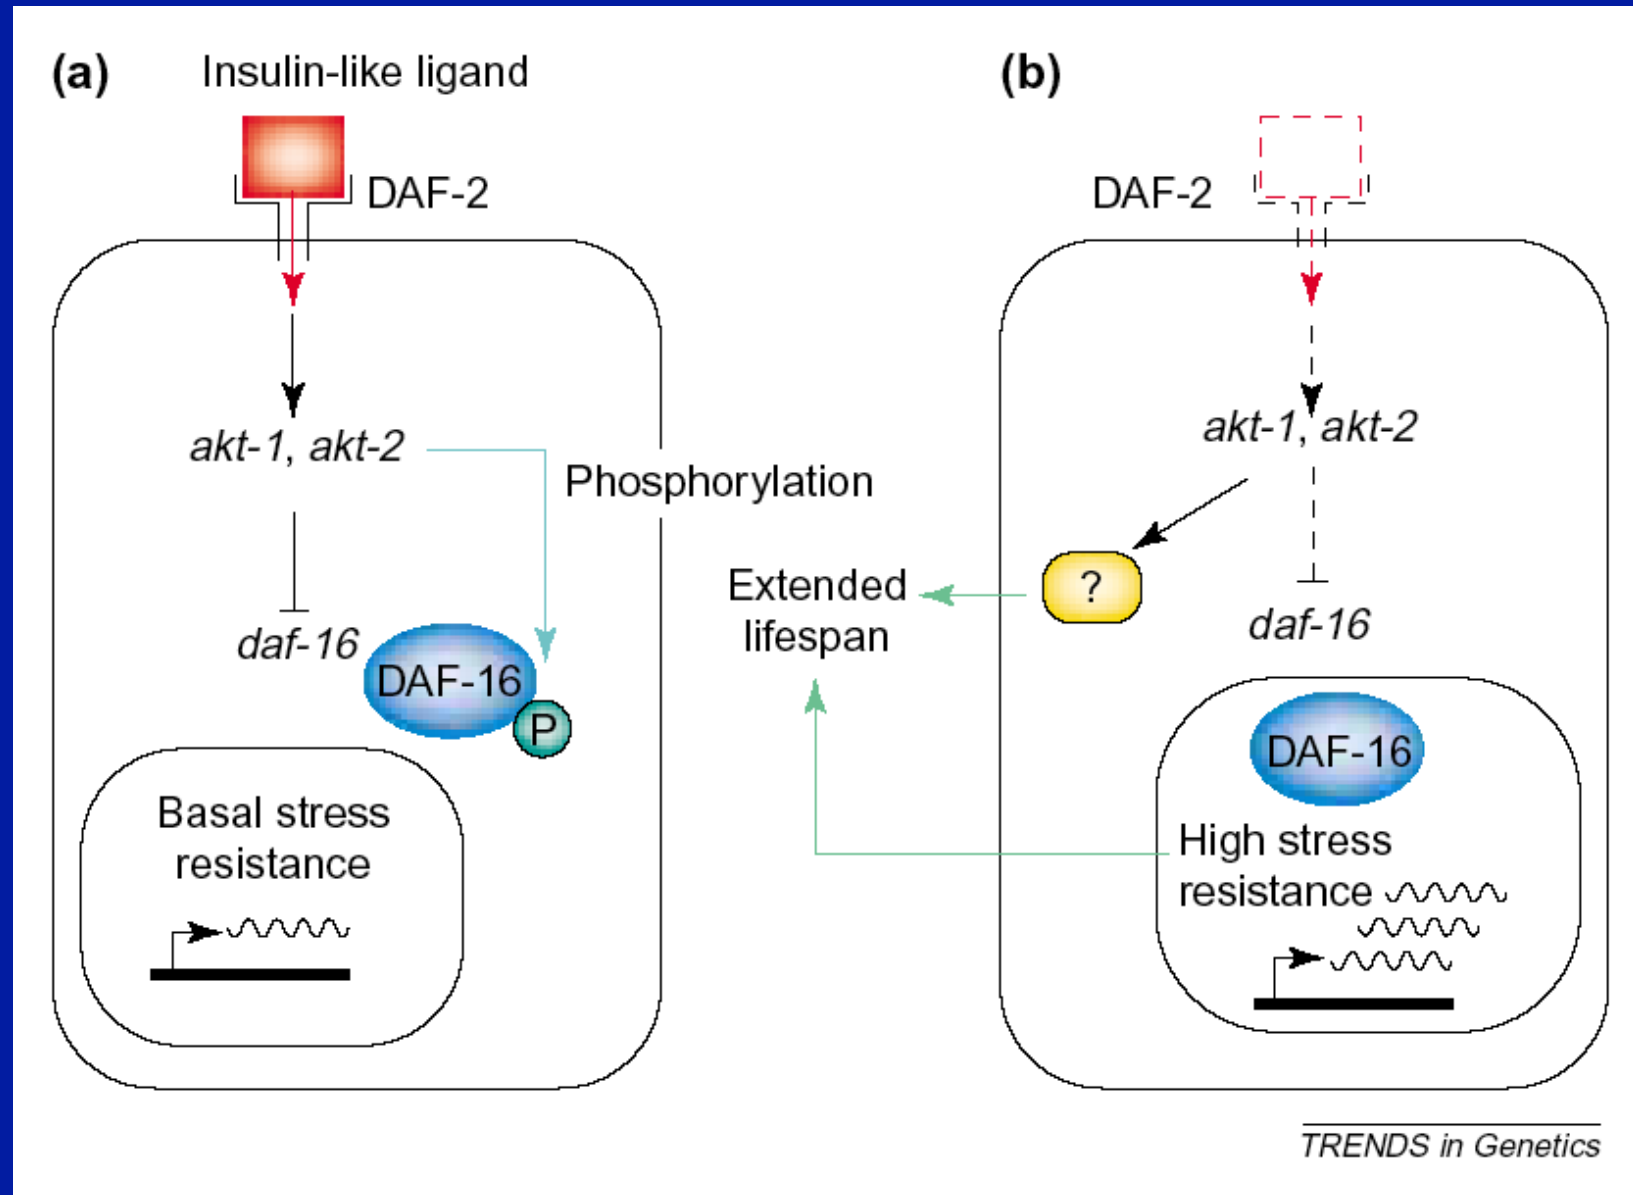 (a) Insulin-like ligand
DAF-2
akt-1, akt-2
Phosphorylation
daf-16
DAF-16
P
Basal stress
resistance
(b)
DAF-2
akt-1, akt-2
?
Extended
lifespan
daf-16
DAF-16
High stress
resistance
TRENDS in Genetics